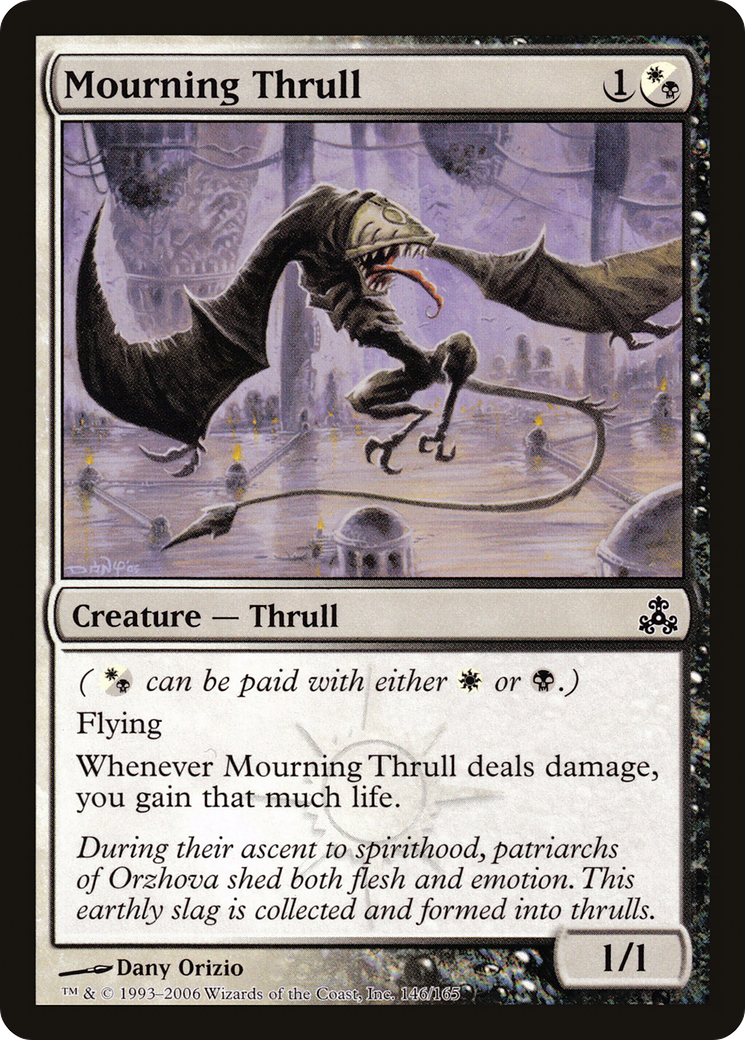 Mourning Thrull 1
DANY '05
Creature — Thrull
( can be paid with either or .)
Flying
Whenever Mourning Thrull deals damage,
you gain that much life.
During their ascent to spirithood, patriarchs
of Orzhova shed both flesh and emotion. This
earthly slag is collected and formed into thrulls.
1/1
Dany Orizio
™ & © 1993–2006 Wizards of the Coast, Inc. 146/165